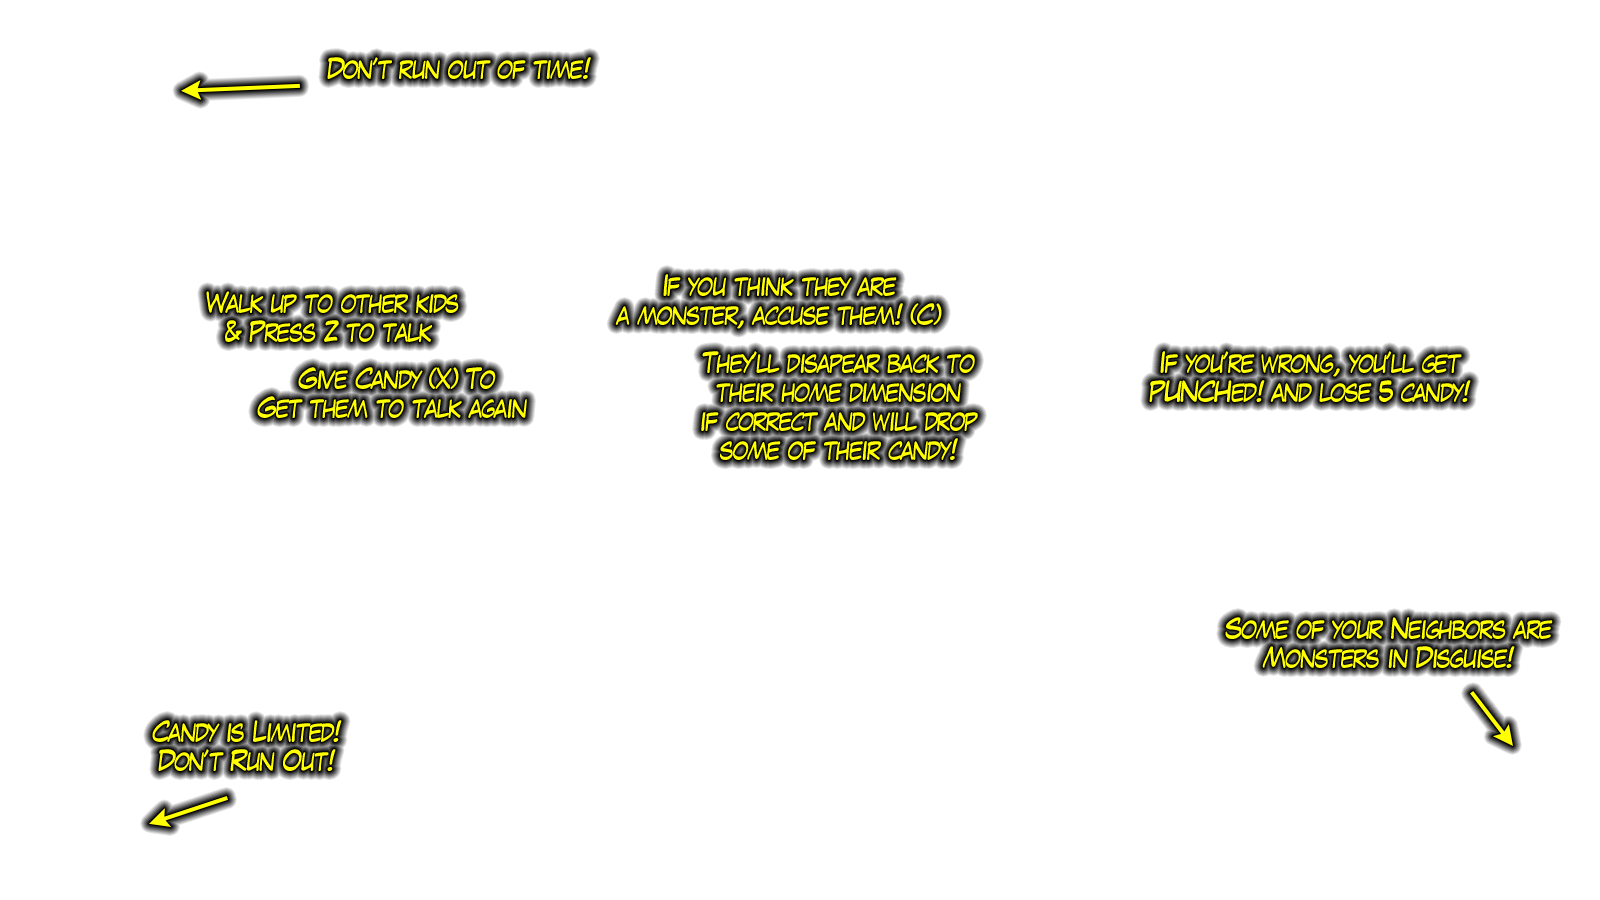 Don't run out of time!
Walk up to other kids
& Press Z to talk
Give Candy (X) To
Get them to talk again
If you think they are
a monster, accuse them! (C)
They'll disapear back to
their home dimension
if correct and will drop
some of their candy!
If you're wrong, you'll get
PUNCHed! and lose 5 candy!
Some of your Neighbors are
Monsters in Disguise!
Candy is Limited!
Don't Run Out!